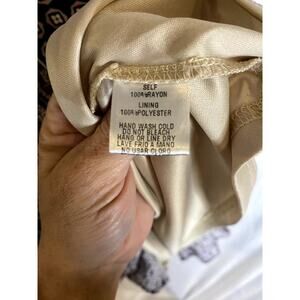 SELF
100% RAYON
LINING
100% POLYESTER
HAND WASH COLD
DO NOT BLEACH
HANG OR LINE DRY
LAVE FRIO A MANO
NO USAR CLORO